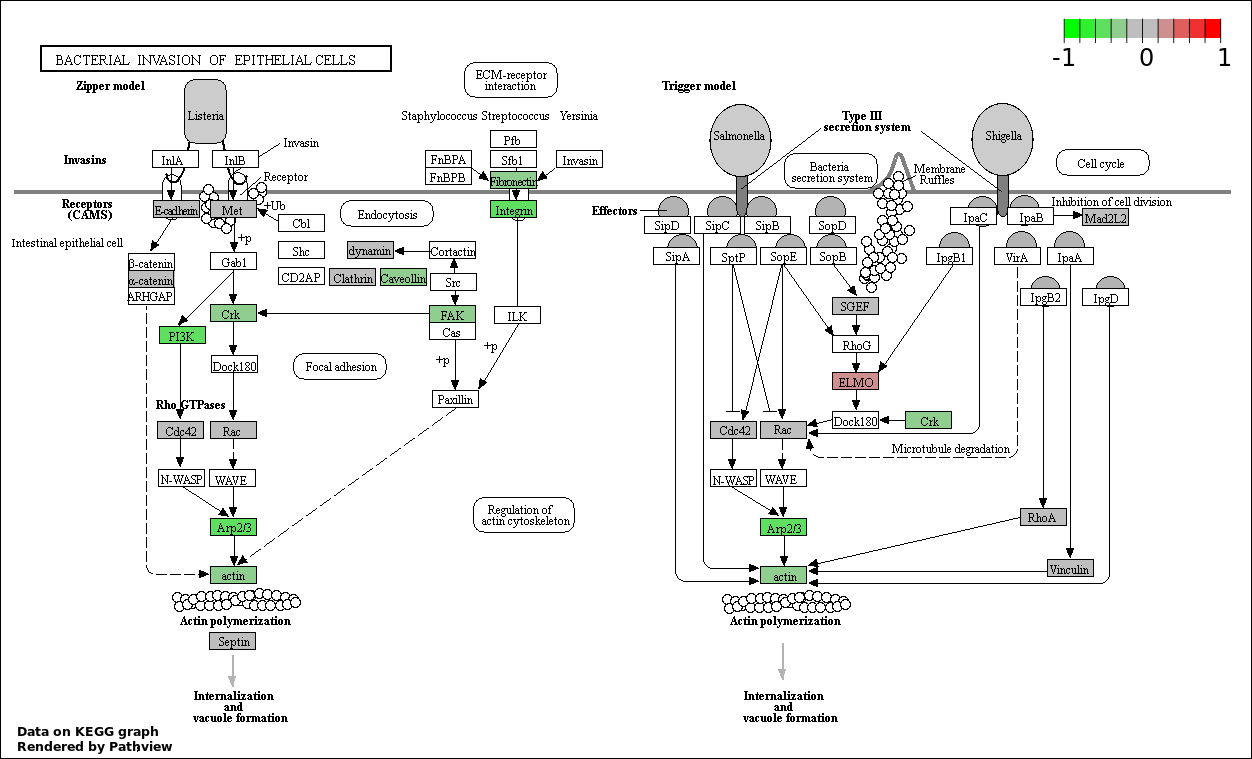 BACTERIAL INVASION OF EPITHELIAL CELLS
-1 0 1
Zipper model
Listeria
ECM-receptor
interaction
Staphylococcus Streptococcus Yersinia
Trigger model
Salmonella
Type III
secretion system
Shigella
Invasin
Pfb
Invasins
InlA
InlB
FnBPA
Sfb1
Invasin
FnBPB
Receptor
Fibronectin
Bacteria
secretion system
Membrane
Ruffles
Cell cycle
Receptors
(CAMS)
E-cadherin
Met
+Ub
Cbl
Endocytosis
Integrin
Effectors
SipD
SipC
SipB
SopD
IpaC
IpaB
Inhibition of cell division
Mad2L2
Intestinal epithelial cell
+p
β-catenin
α-catenin
ARHGAP
Gab1
Shc
CD2AP
dynamin
Clathrin
Caveollin
Cortactin
Src
SipA
SptP
SopE
SopB
IpgB1
VirA
IpaA
IpgB2
IpgD
SGEF
Crk
FAK
Cas
ILK
PI3K
+p
+p
RhoG
Dock180
Focal adhesion
ELMO
Paxillin
Rho GTPases
Cdc42
Rac
Cdc42
Rac
Dock180
Crk
Microtubule degradation
N-WASP
WAVE
N-WASP
WAVE
Regulation of
actin cytoskeleton
Arp2/3
Arp2/3
RhoA
actin
actin
Vinculin
Actin polymerization
Actin polymerization
Septin
Internalization
and
vacuole formation
Internalization
and
vacuole formation
Data on KEGG graph
Rendered by Pathview